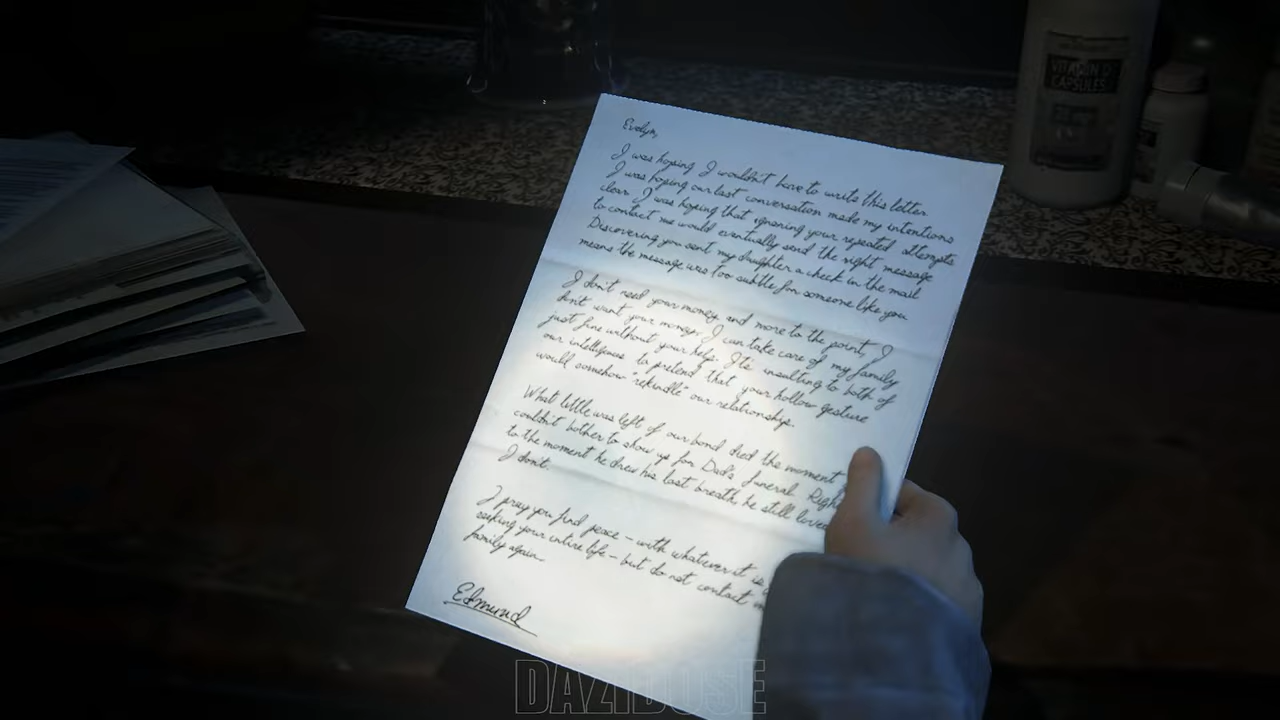 Evelyn,
I was hoping I wouldn't have to write this letter
I was hoping our last conversation made my intentions
clear. I was hoping that ignoring your repeated attempts
to contact me would eventually send the right message
Discovering you sent my daughter a check in the mail
means the message was too subtle for someone like you
I don't need your money and more to the point, I
don't want your money. I can take care of my family
just fine without your help. It's insulting to both of
our intelligence to pretend that your hollow gesture
would somehow "rekindle" our relationship.
What little was left of our bond died the moment
couldn't bother to show up for Dad's funeral. Right
to the moment he drew his last breath he still loved
I don't.
I pray you find peace - with whatever it is
seeking your entire life - but do not contact
family again.
Edmund
VITAMIN D
CAPSULES
DAZIDOSE